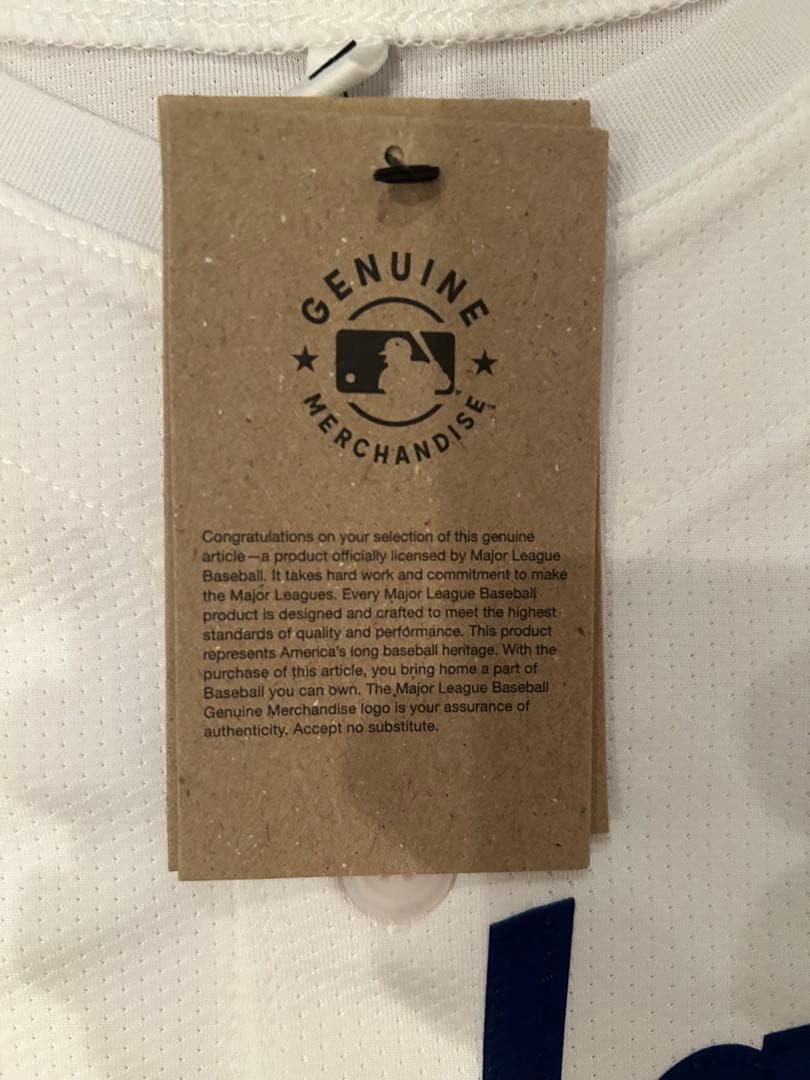 GENUINE
MERCHANDISE™
Congratulations on your selection of this genuine
article—a product officially licensed by Major League
Baseball. It takes hard work and commitment to make
the Major Leagues. Every Major League Baseball
product is designed and crafted to meet the highest
standards of quality and performance. This product
represents America's long baseball heritage. With the
purchase of this article, you bring home a part of
Baseball you can own. The Major League Baseball
Genuine Merchandise logo is your assurance of
authenticity. Accept no substitute.